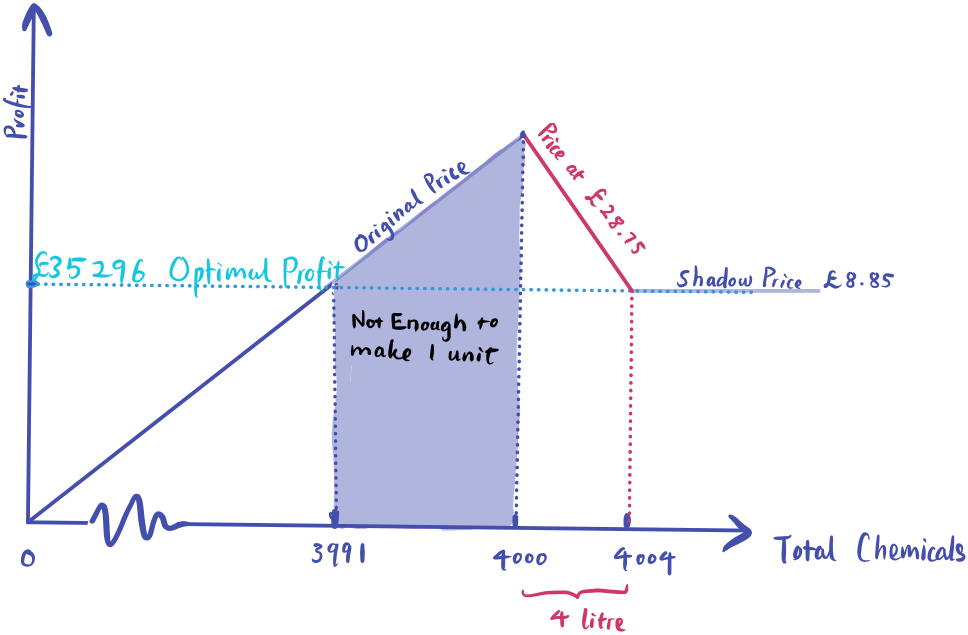 Profit
Original Price
Price at £28.75
£35296 Optimal Profit
Shadow Price £8.85
Not Enough to
make 1 unit
0
3991
4000
4004
Total Chemicals
4 litre